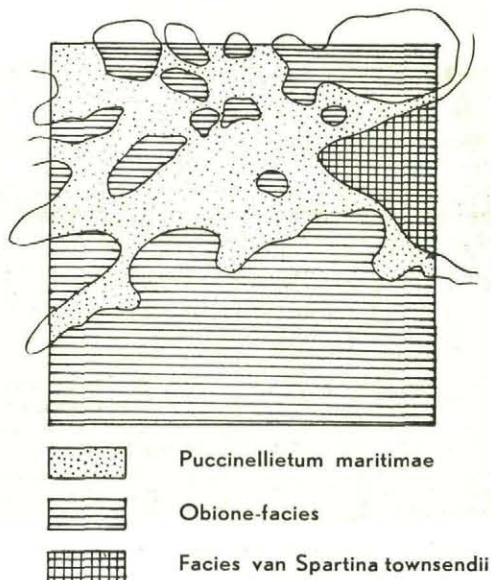 Puccinellietum maritimae
Obione-facies
Facies van Spartina townsendii